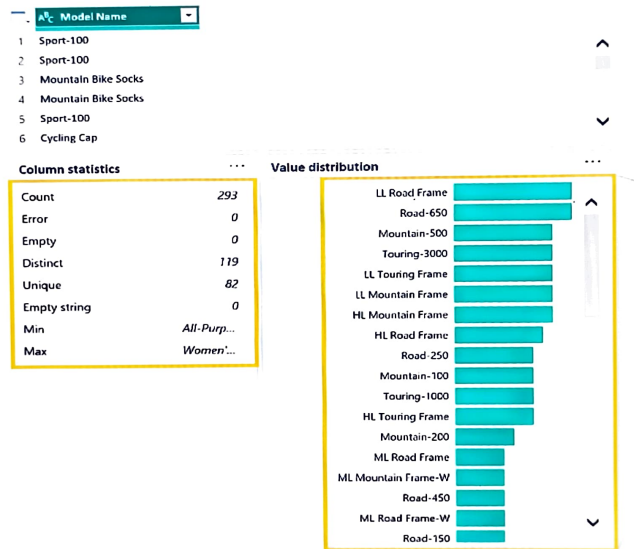 ABC Model Name
1 Sport-100
2 Sport-100
3 Mountain Bike Socks
4 Mountain Bike Socks
5 Sport-100
6 Cycling Cap
Column statistics ...
Count 293
Error 0
Empty 0
Distinct 119
Unique 82
Empty string 0
Min All-Purp...
Max Women'...
Value distribution ...
LL Road Frame
Road-650
Mountain-500
Touring-3000
LL Touring Frame
LL Mountain Frame
HL Mountain Frame
HL Road Frame
Road-250
Mountain-100
Touring-1000
HL Touring Frame
Mountain-200
ML Road Frame
ML Mountain Frame-W
Road-450
ML Road Frame-W
Road-150